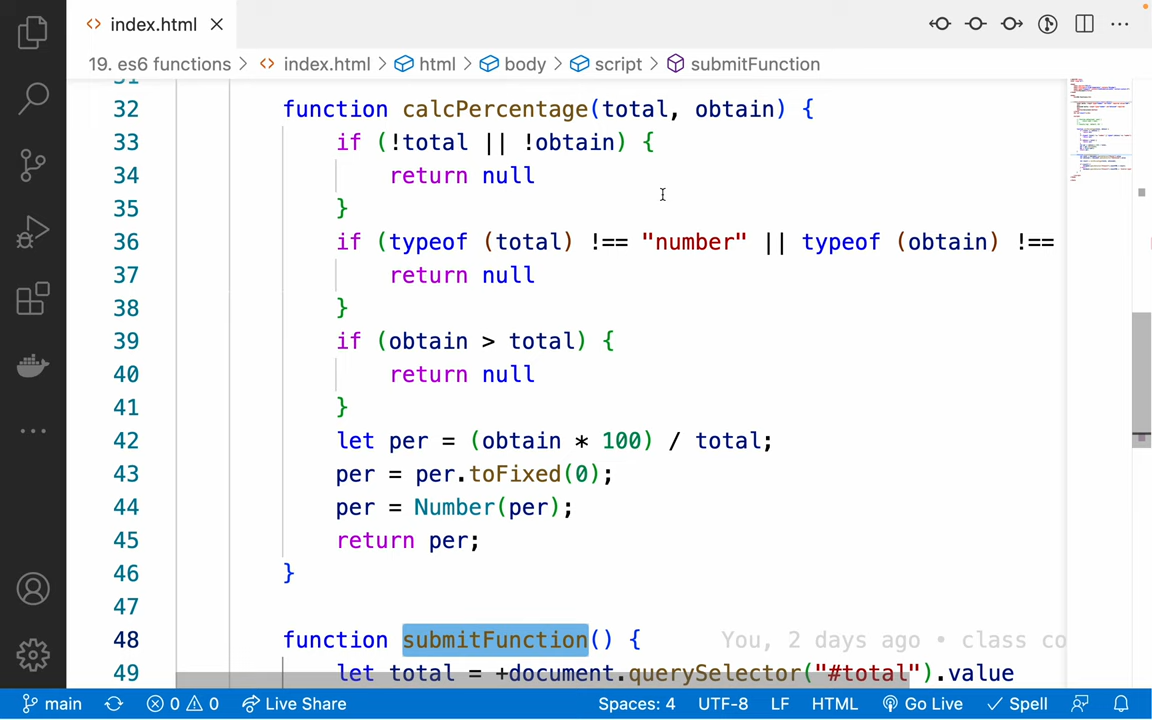 index.html
19. es6 functions > index.html > html > body > script > submitFunction
32 function calcPercentage(total, obtain) {
33 if (!total || !obtain) {
34 return null
35 }
36 if (typeof (total) !== "number" || typeof (obtain) !==
37 return null
38 }
39 if (obtain > total) {
40 return null
41 }
42 let per = (obtain * 100) / total;
43 per = per.toFixed(0);
44 per = Number(per);
45 return per;
46 }
47
48 function submitFunction() { You, 2 days ago • class co
49 let total = +document.querySelector("#total").value
main 0 0 Live Share Spaces: 4 UTF-8 LF HTML Go Live Spell